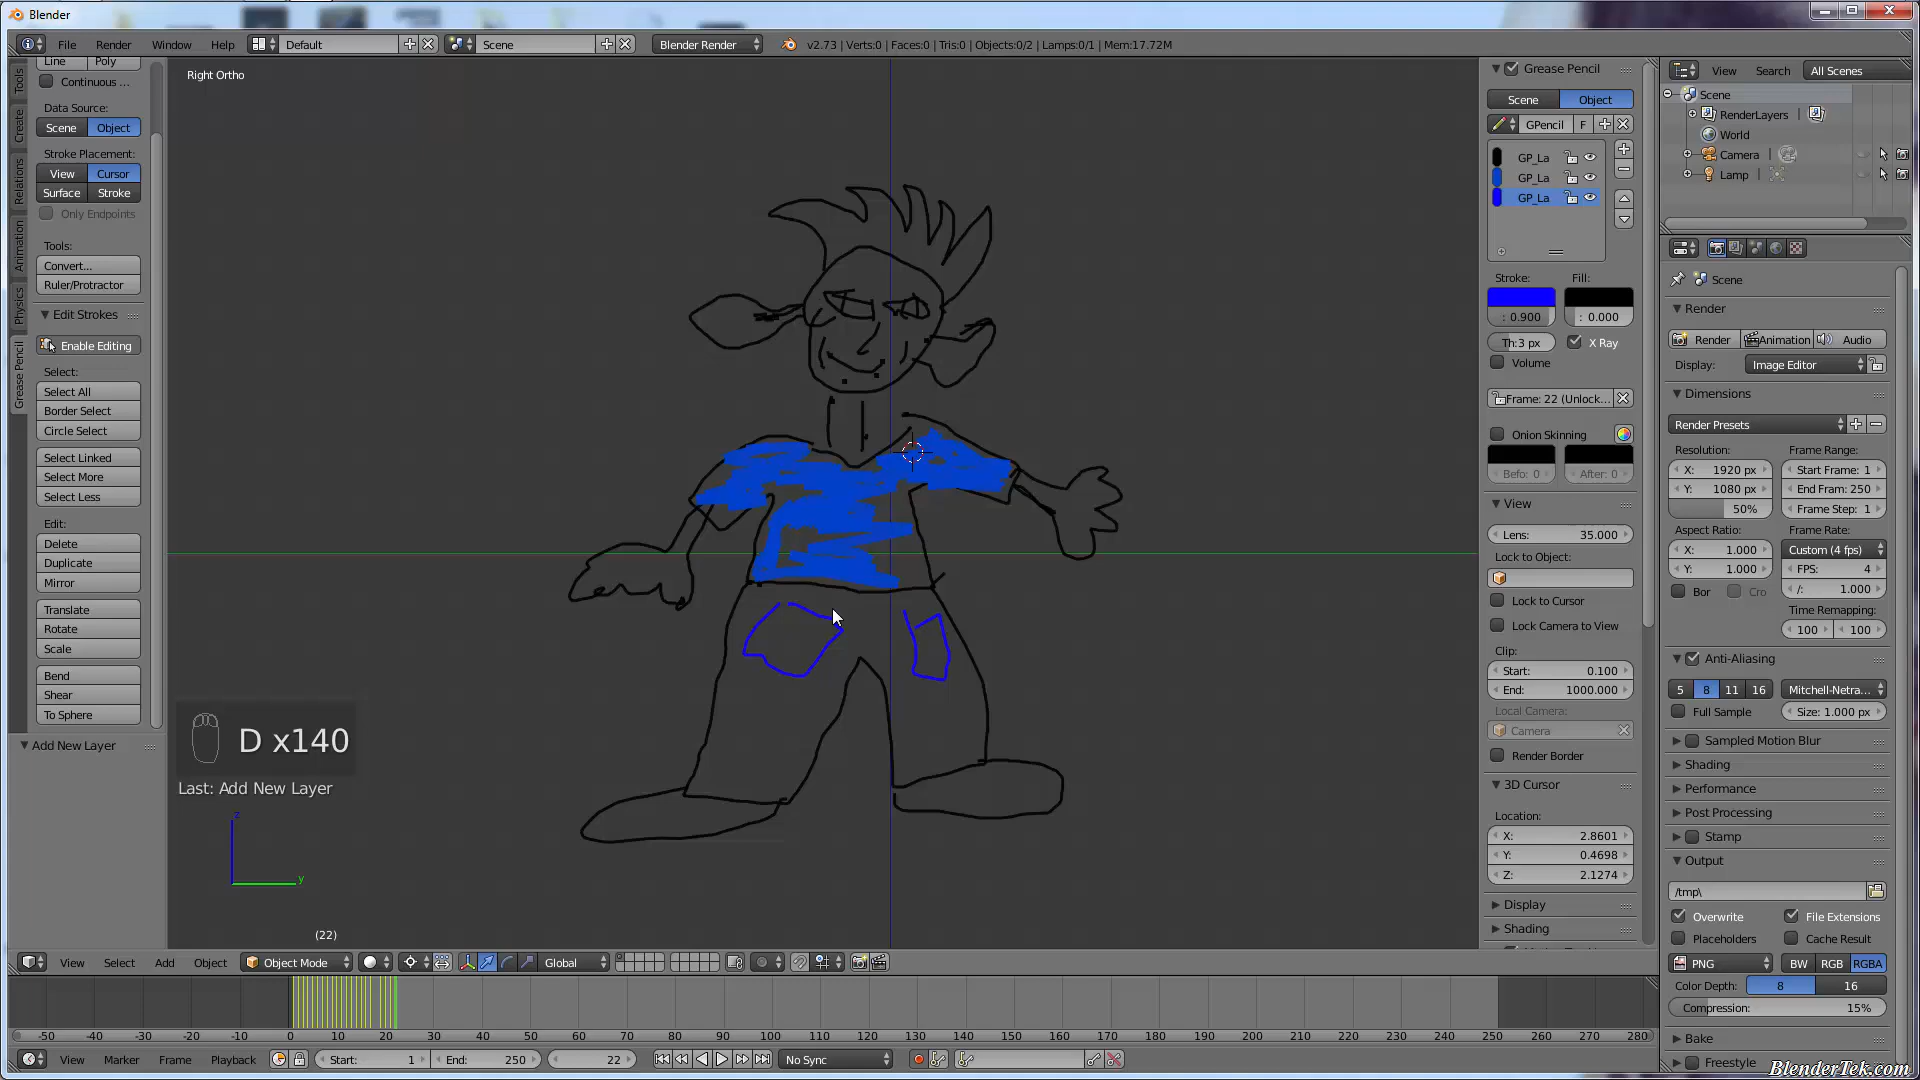 Blender
File Render Window Help Default Scene Blender Render v2.73 | Verts:0 | Faces:0 | Tris:0 | Objects:0/2 | Lamps:0/1 | Mem:17.72M
Tools
Create
Relations
Animation
Physics
Grease Pencil
Line Poly
Continuous ...
Data Source:
Scene Object
Stroke Placement:
View Cursor
Surface Stroke
Only Endpoints
Tools:
Convert...
Ruler/Protractor
Edit Strokes
Enable Editing
Select:
Select All
Border Select
Circle Select
Select Linked
Select More
Select Less
Edit:
Delete
Duplicate
Mirror
Translate
Rotate
Scale
Bend
Shear
To Sphere
Add New Layer
Right Ortho
D x140
Last: Add New Layer
z
y
(22)
Grease Pencil
Scene Object
GPencil F
GP_La
GP_La
GP_La
Stroke: Fill:
: 0.900 : 0.000
Th:3 px X Ray
Volume
Frame: 22 (Unlock...
Onion Skinning
Befo: 0 After: 0
View
Lens: 35.000
Lock to Object:
Lock to Cursor
Lock Camera to View
Clip:
Start: 0.100
End: 1000.000
Local Camera:
Camera
Render Border
3D Cursor
Location:
X: 2.8601
Y: 0.4698
Z: 2.1274
Display
Shading
View Search All Scenes
Scene
RenderLayers
World
Camera
Lamp
Scene
Render
Render Animation Audio
Display: Image Editor
Dimensions
Render Presets
Resolution: Frame Range:
X: 1920 px Start Frame: 1
Y: 1080 px End Fram: 250
50% Frame Step: 1
Aspect Ratio: Frame Rate:
X: 1.000 Custom (4 fps)
Y: 1.000 FPS: 4
Bor Cro /: 1.000
Time Remapping:
100 100
Anti-Aliasing
5 8 11 16 Mitchell-Netra...
Full Sample Size: 1.000 px
Sampled Motion Blur
Shading
Performance
Post Processing
Stamp
Output
/tmp\
Overwrite File Extensions
Placeholders Cache Result
PNG BW RGB RGBA
Color Depth: 8 16
Compression: 15%
Bake
Freestyle
View Select Add Object Object Mode Global
-50 -40 -30 -20 -10 0 10 20 30 40 50 60 70 80 90 100 110 120 130 140 150 160 170 180 190 200 210 220 230 240 250 260 270 280
View Marker Frame Playback Start: 1 End: 250 22 No Sync
BlenderTek.com